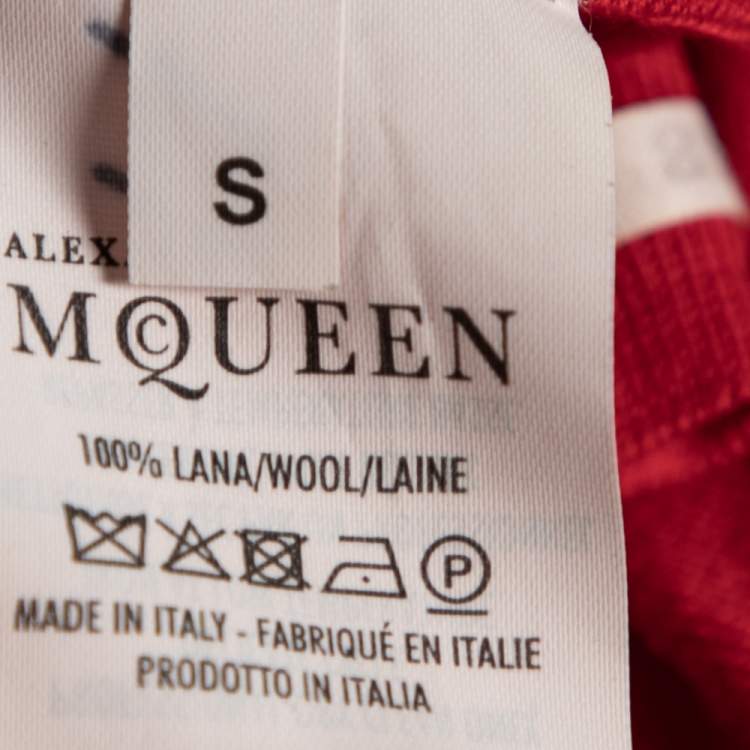 S
ALEX
MCQUEEN
100% LANA/WOOL/LAINE
P
MADE IN ITALY - FABRIQUÉ EN ITALIE
PRODOTTO IN ITALIA